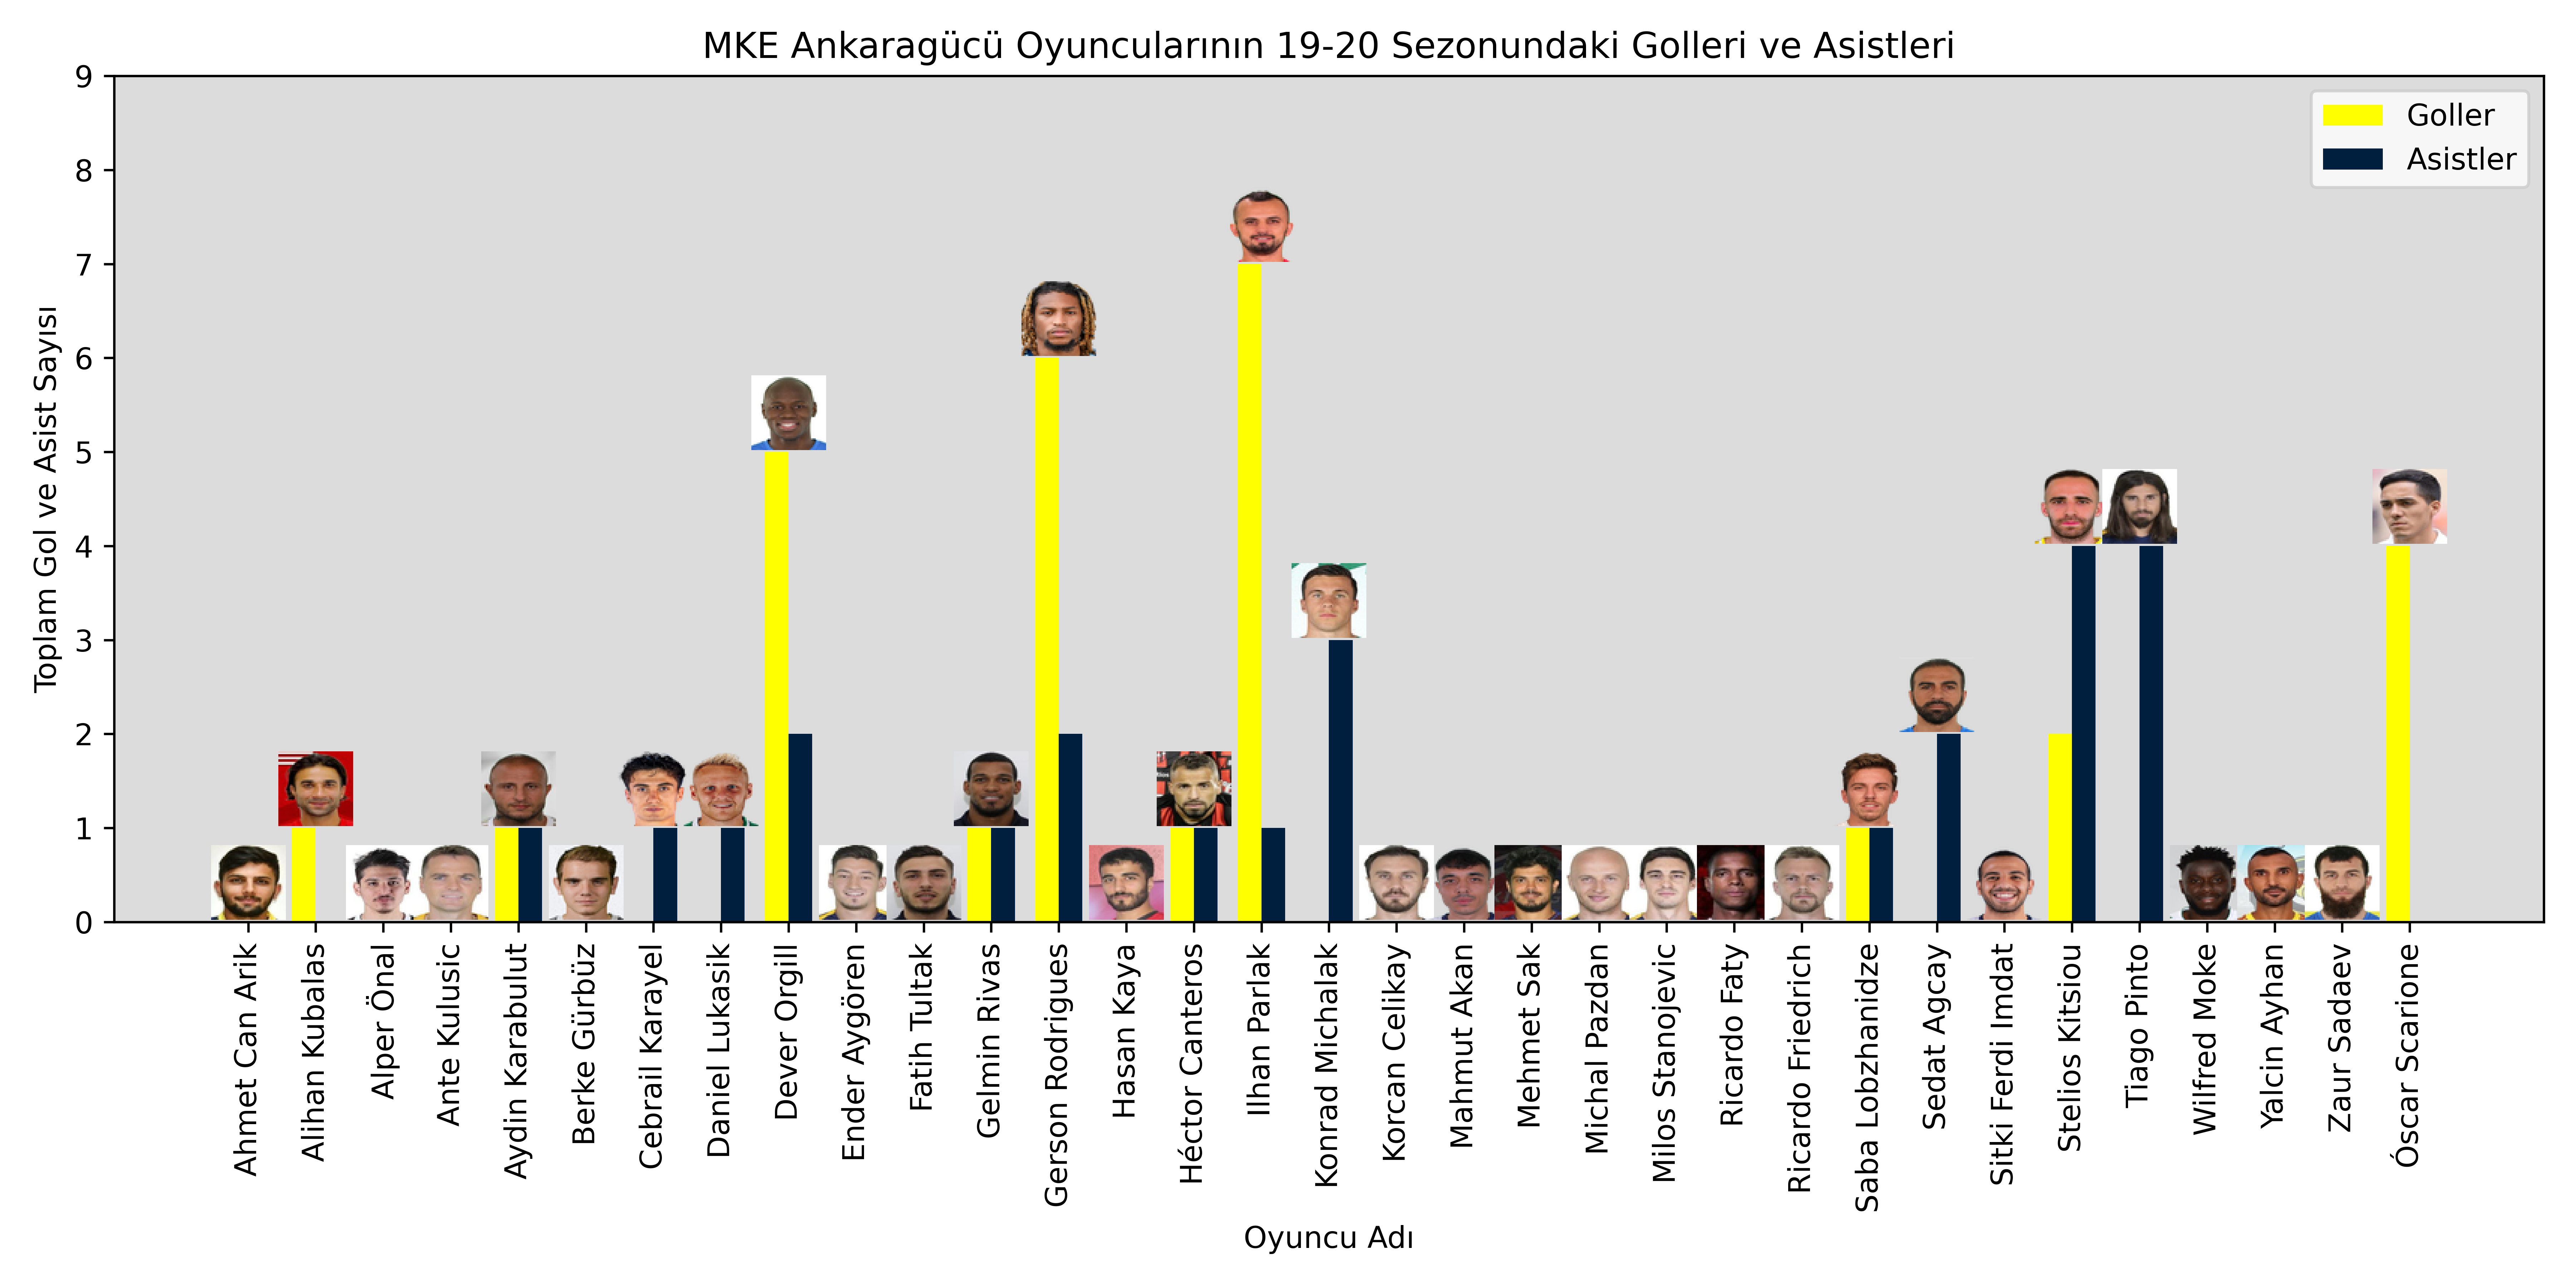 MKE Ankaragücü Oyuncularının 19-20 Sezonundaki Golleri ve Asistleri
Goller
Asistler
Toplam Gol ve Asist Sayısı
9
8
7
6
5
4
3
2
1
0
Ahmet Can Arik
Alihan Kubalas
Alper Önal
Ante Kulusic
Aydin Karabulut
Berke Gürbüz
Cebrail Karayel
Daniel Lukasik
Dever Orgill
Ender Aygören
Fatih Tultak
Gelmin Rivas
Gerson Rodrigues
Hasan Kaya
Héctor Canteros
Ilhan Parlak
Konrad Michalak
Korcan Celikay
Mahmut Akan
Mehmet Sak
Michal Pazdan
Milos Stanojevic
Ricardo Faty
Ricardo Friedrich
Saba Lobzhanidze
Sedat Agcay
Sitki Ferdi Imdat
Stelios Kitsiou
Tiago Pinto
Wilfred Moke
Yalcin Ayhan
Zaur Sadaev
Óscar Scarione
Oyuncu Adı